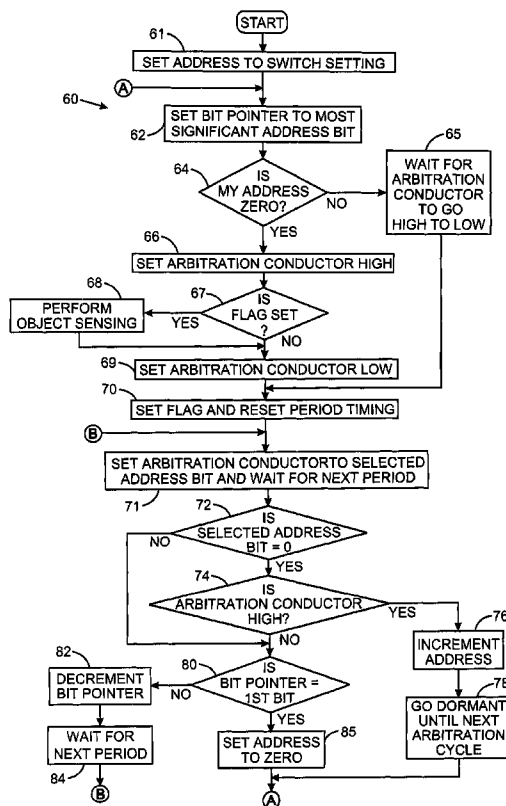 START
61
SET ADDRESS TO SWITCH SETTING
A
60
SET BIT POINTER TO MOST
SIGNIFICANT ADDRESS BIT
62
65
WAIT FOR
ARBITRATION
CONDUCTOR
TO GO
HIGH TO LOW
64
IS
MY ADDRESS
ZERO?
NO
YES
66
SET ARBITRATION CONDUCTOR HIGH
68
67
IS
FLAG SET
?
PERFORM
OBJECT SENSING
YES
NO
69
SET ARBITRATION CONDUCTOR LOW
70
SET FLAG AND RESET PERIOD TIMING
B
SET ARBITRATION CONDUCTORTO SELECTED
ADDRESS BIT AND WAIT FOR NEXT PERIOD
71
72
IS
SELECTED ADDRESS
BIT = 0
NO
YES
74
IS
ARBITRATION CONDUCTOR
HIGH?
YES
NO
76
INCREMENT
ADDRESS
78
GO DORMANT
UNTIL NEXT
ARBITRATION
CYCLE
82
DECREMENT
BIT POINTER
80
IS
BIT POINTER =
1ST BIT
NO
YES
WAIT FOR
NEXT PERIOD
84
SET ADDRESS
TO ZERO
85
B
A